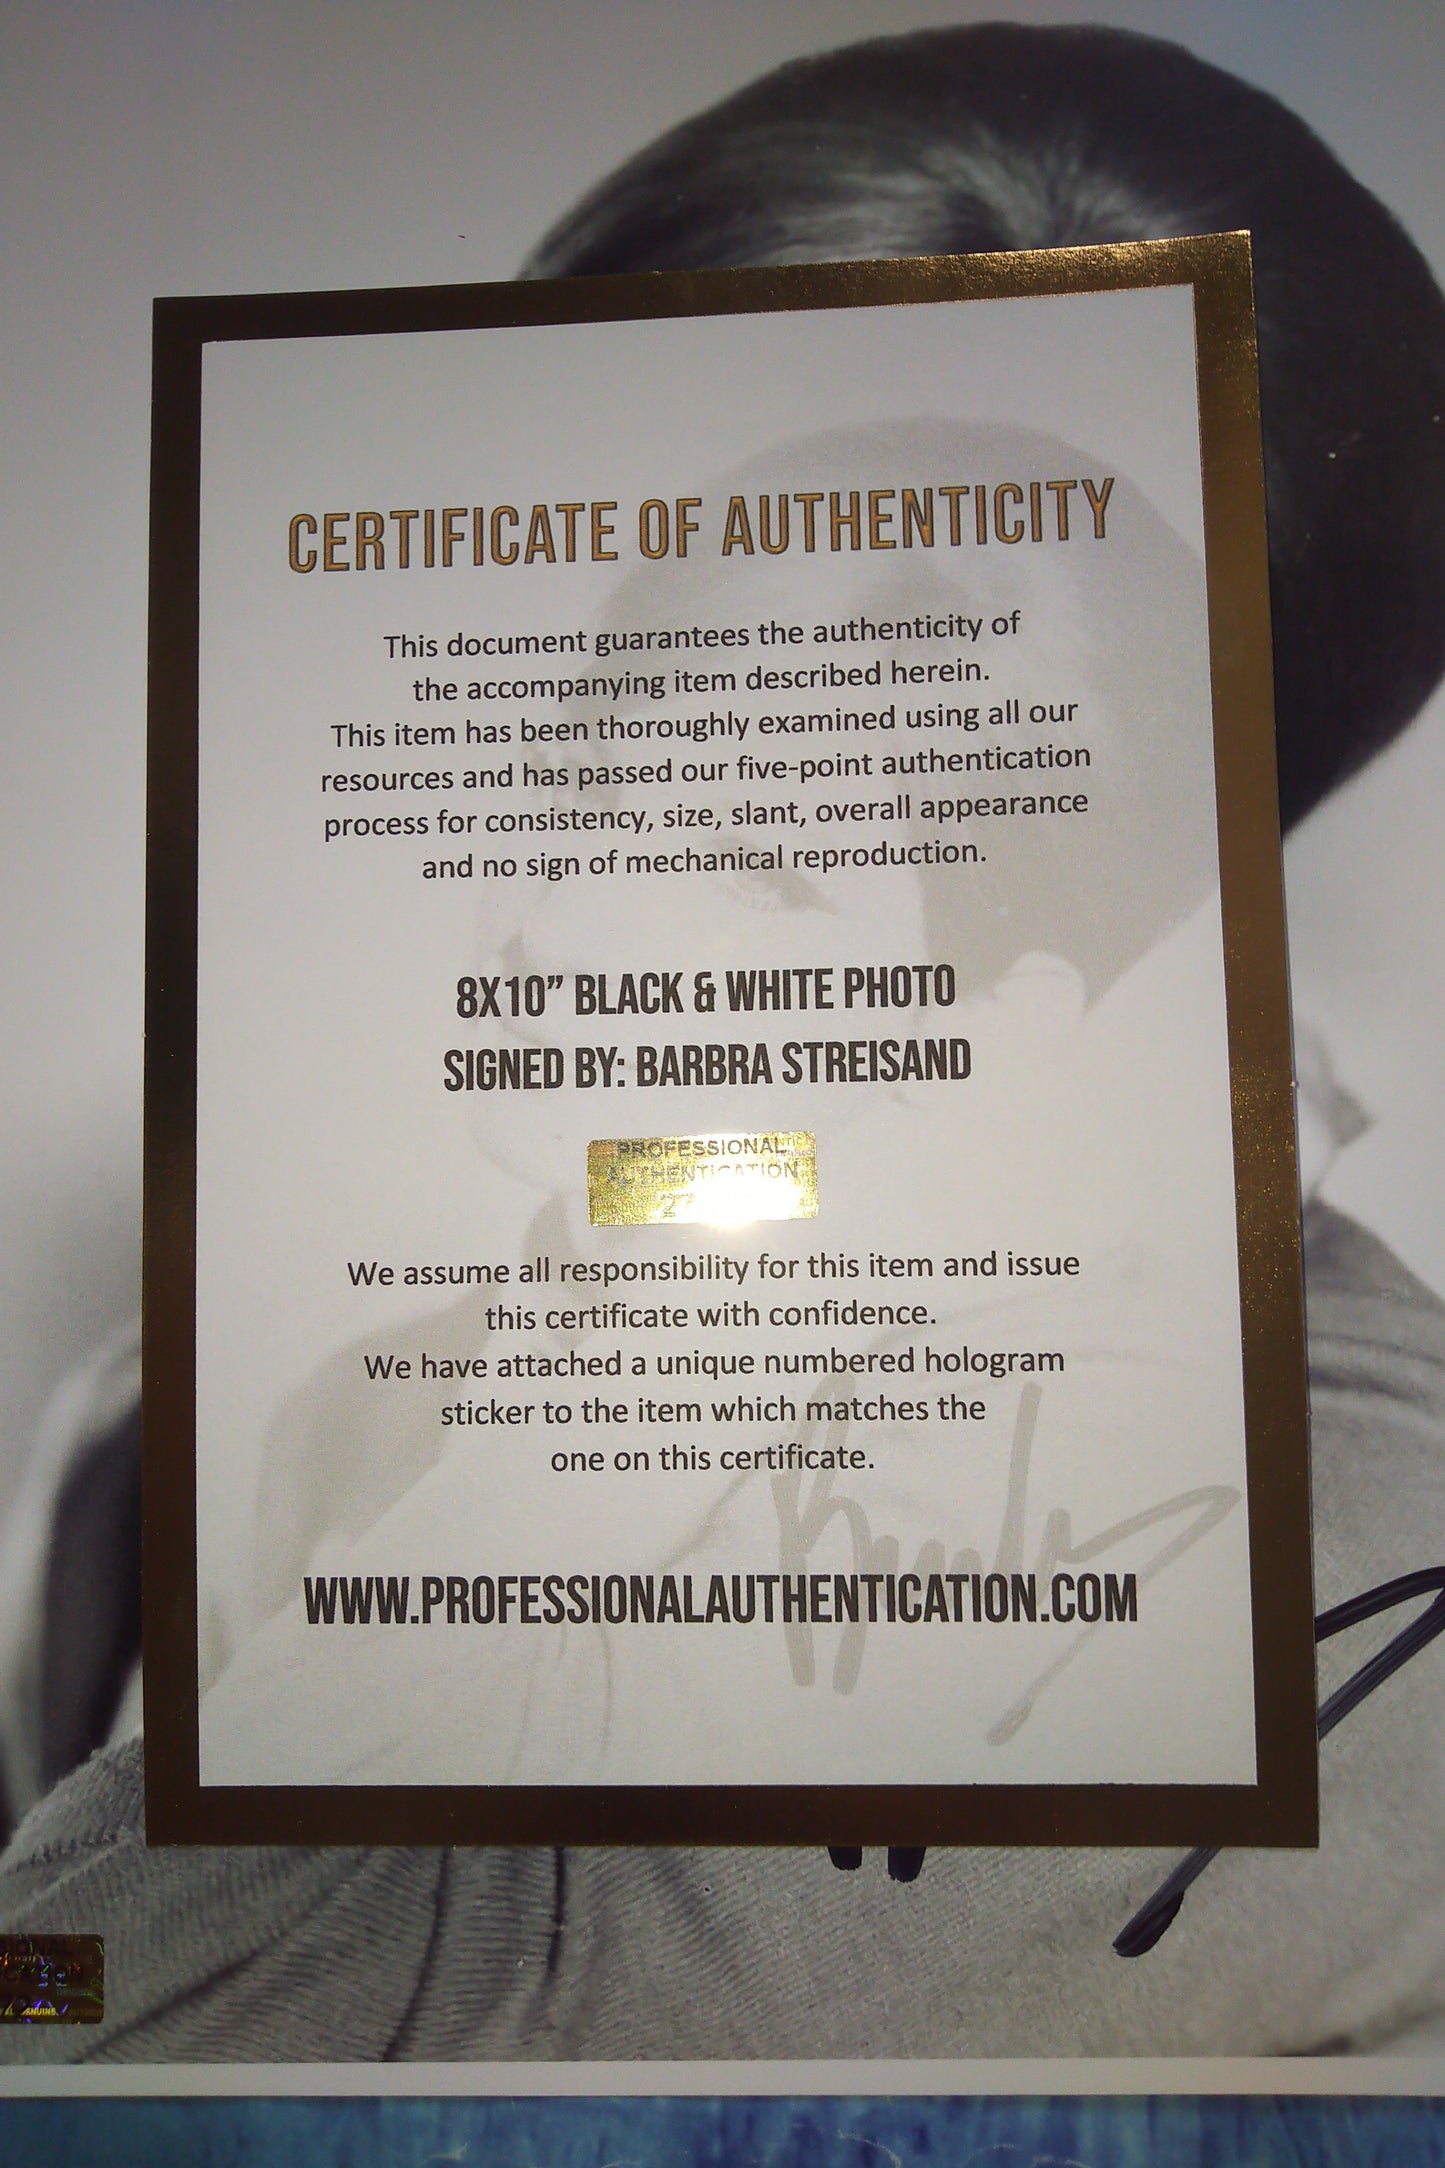 CERTIFICATE OF AUTHENTICITY
This document guarantees the authenticity of
the accompanying item described herein.
This item has been thoroughly examined using all our
resources and has passed our five-point authentication
process for consistency, size, slant, overall appearance
and no sign of mechanical reproduction.
8X10” BLACK & WHITE PHOTO
SIGNED BY: BARBRA STREISAND
PROFESSIONAL
AUTHENTICATION
We assume all responsibility for this item and issue
this certificate with confidence.
We have attached a unique numbered hologram
sticker to the item which matches the
one on this certificate.
WWW.PROFESSIONALAUTHENTICATION.COM